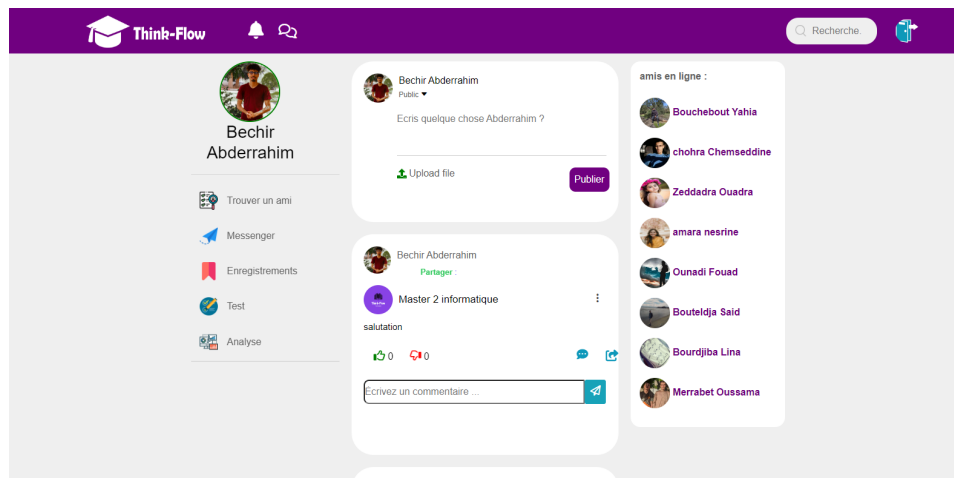 Think-Flow
Recherche.
Bechir
Abderrahim
Trouver un ami
Messenger
Enregistrements
Test
Analyse
Bechir Abderrahim
Public
Ecris quelque chose Abderrahim ?
Upload file
Publier
Bechir Abderrahim
Partager :
Master 2 informatique
salutation
0
0
Écrivez un commentaire ...
amis en ligne :
Bouchebout Yahia
chohra Chemseddine
Zeddadra Ouadra
amara nesrine
Ounadi Fouad
Bouteldja Said
Bourdjiba Lina
Merrabet Oussama